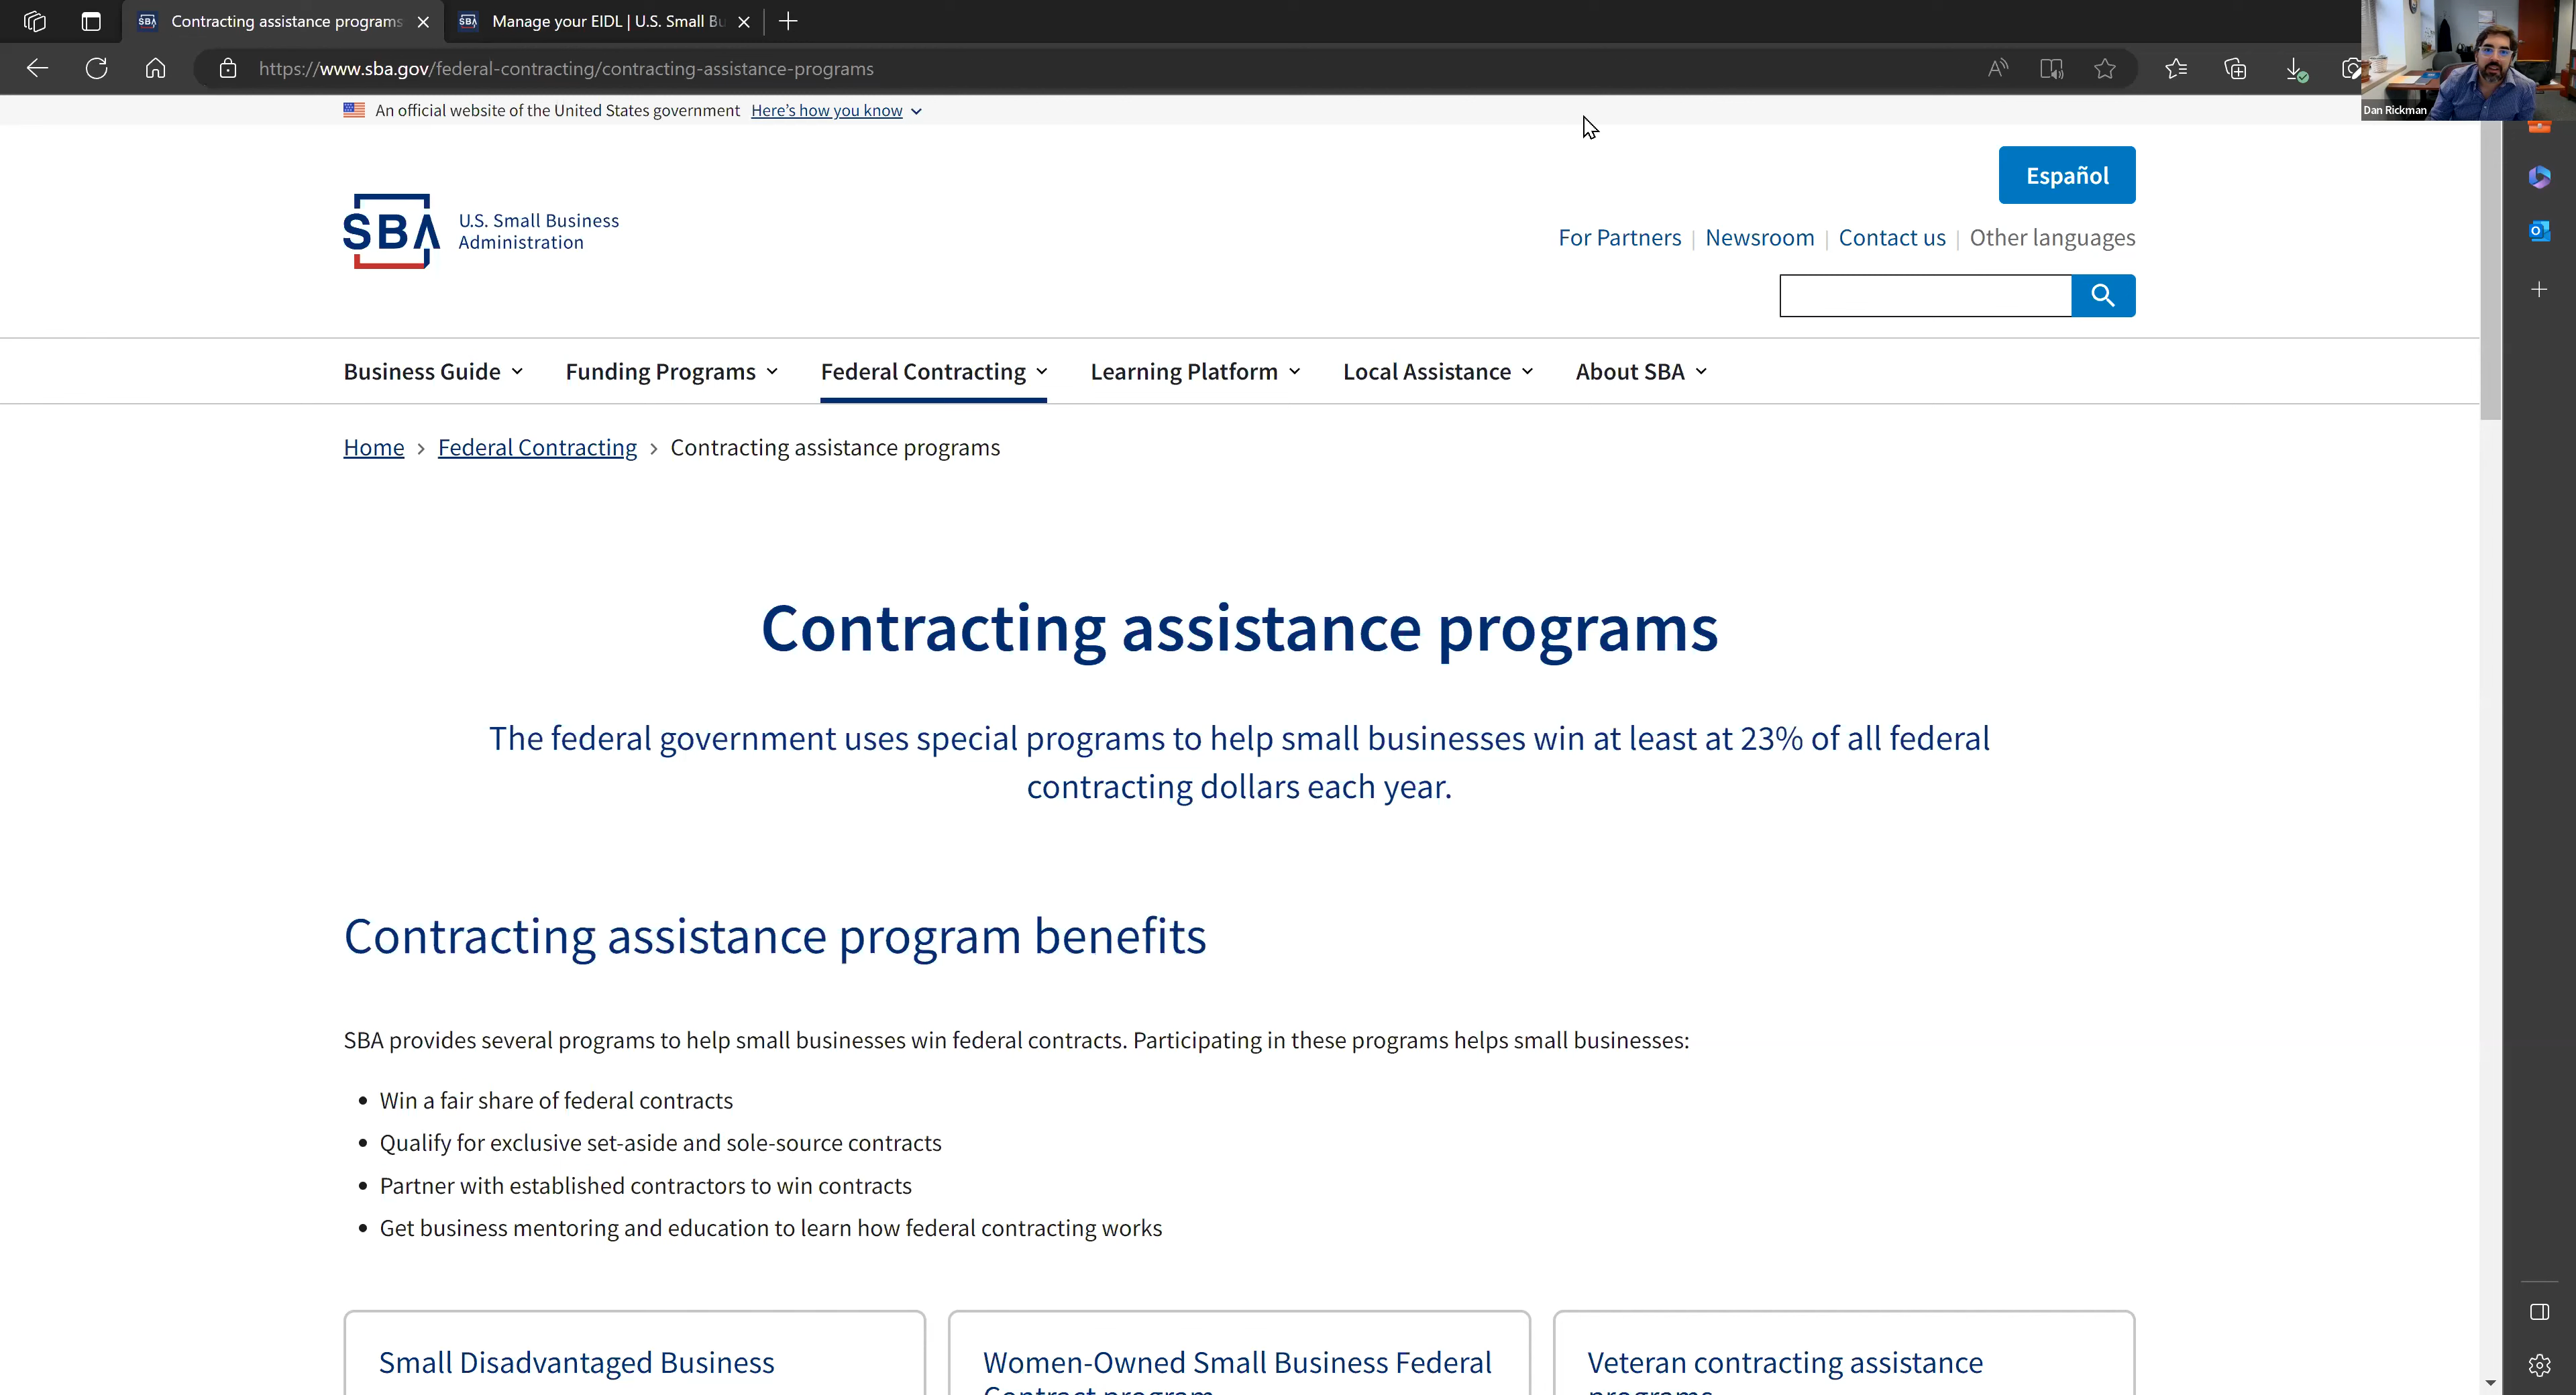 Contracting assistance programs
Manage your EIDL | U.S. Small Bu
https://www.sba.gov/federal-contracting/contracting-assistance-programs
Dan Rickman
An official website of the United States government Here's how you know
Español
SBA
U.S. Small Business
Administration
For Partners | Newsroom | Contact us | Other languages
Business Guide
Funding Programs
Federal Contracting
Learning Platform
Local Assistance
About SBA
Home > Federal Contracting > Contracting assistance programs
Contracting assistance programs
The federal government uses special programs to help small businesses win at least at 23% of all federal
contracting dollars each year.
Contracting assistance program benefits
SBA provides several programs to help small businesses win federal contracts. Participating in these programs helps small businesses:
• Win a fair share of federal contracts
• Qualify for exclusive set-aside and sole-source contracts
• Partner with established contractors to win contracts
• Get business mentoring and education to learn how federal contracting works
Small Disadvantaged Business
Women-Owned Small Business Federal
Contract program
Veteran contracting assistance
programs